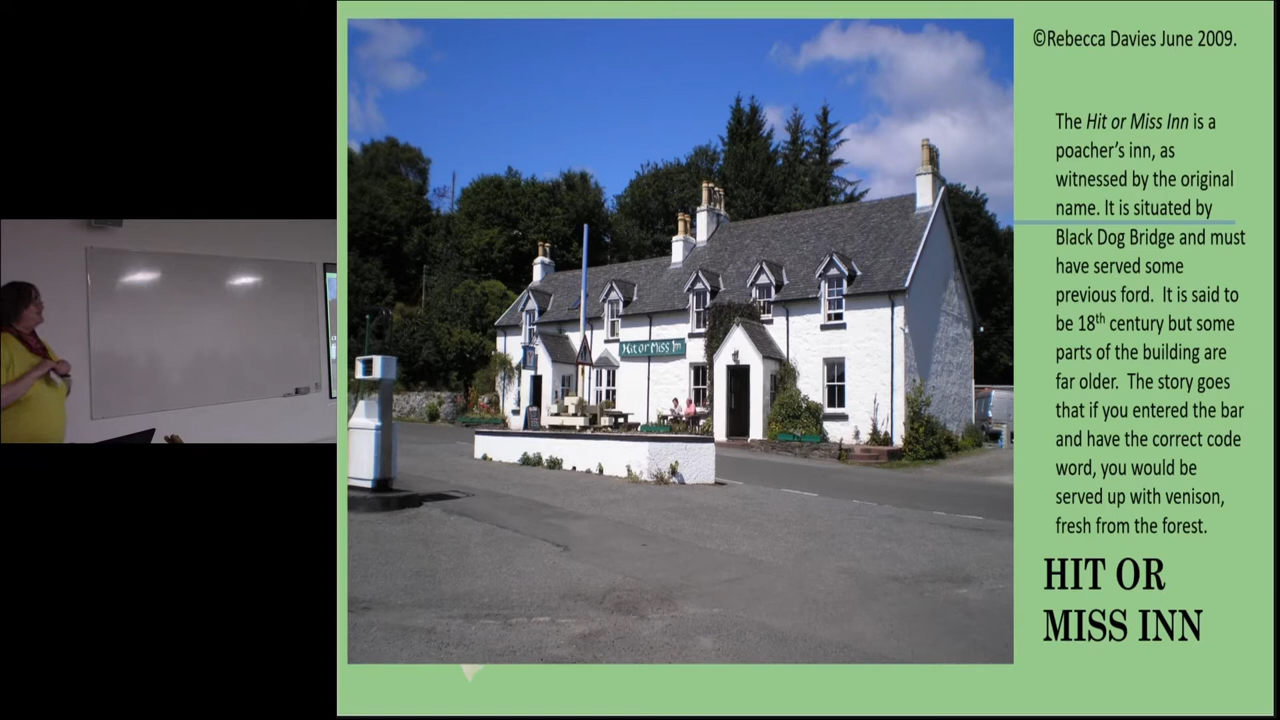 ©Rebecca Davies June 2009.
The Hit or Miss Inn is a
poacher’s inn, as
witnessed by the original
name. It is situated by
Black Dog Bridge and must
have served some
previous ford.  It is said to
be 18th century but some
parts of the building are
far older.  The story goes
that if you entered the bar
and have the correct code
word, you would be
served up with venison,
fresh from the forest.
HIT OR
MISS INN
Hit or Miss In